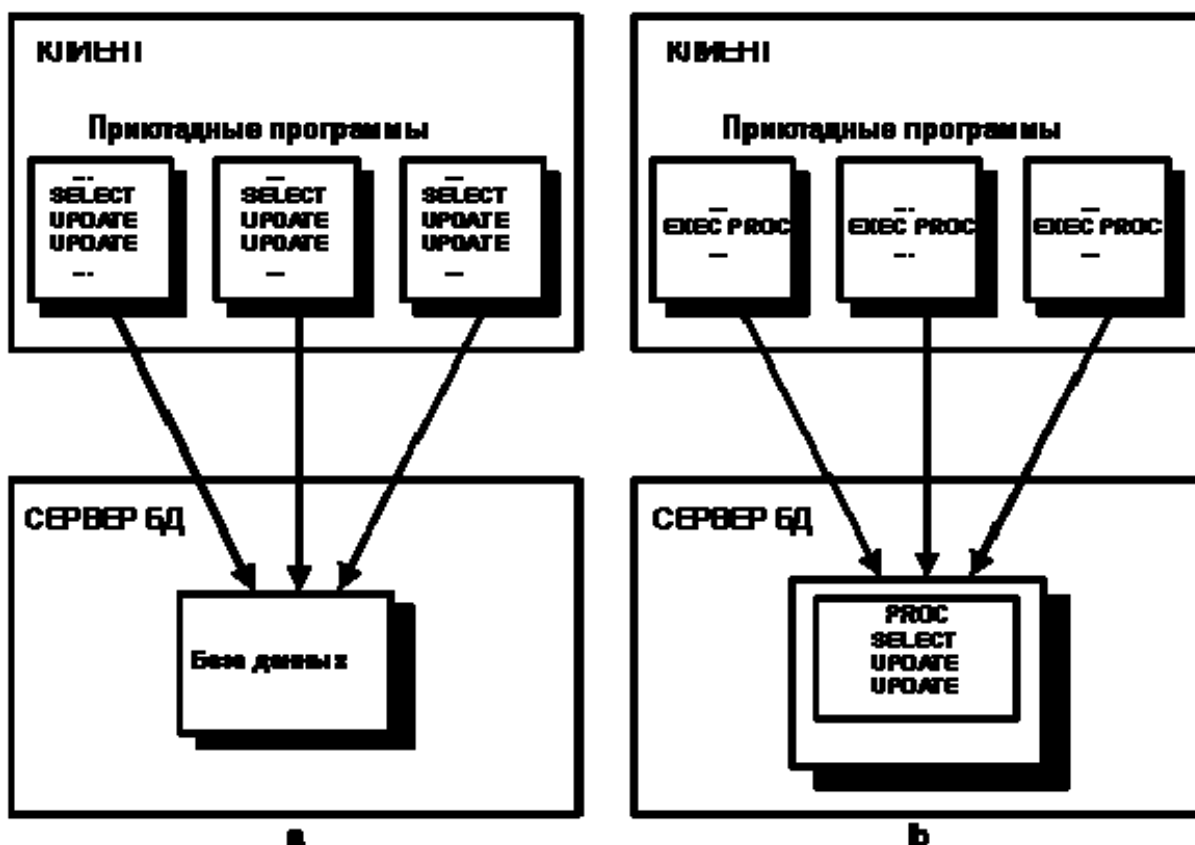 КЛИЕНТ
Прикладные программы
...
SELECT
UPDATE
UPDATE
...
...
SELECT
UPDATE
UPDATE
...
...
SELECT
UPDATE
UPDATE
...
СЕРВЕР БД
База данных
a
КЛИЕНТ
Прикладные программы
...
EXEC PROC
...
...
EXEC PROC
...
...
EXEC PROC
...
СЕРВЕР БД
PROC
SELECT
UPDATE
UPDATE
b